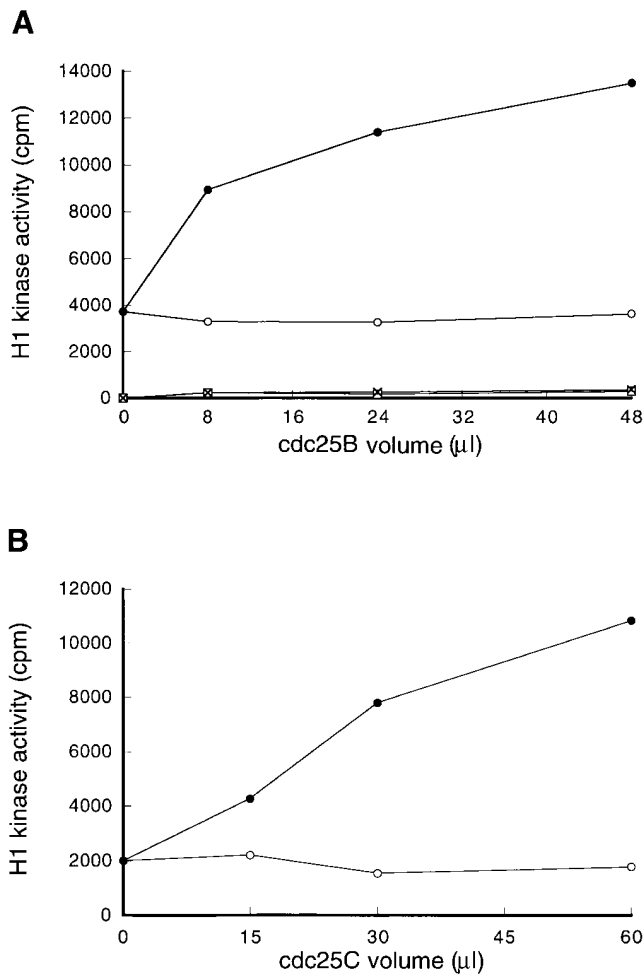 A
H1 kinase activity (cpm)
14000
12000
10000
8000
6000
4000
2000
0
0 8 16 24 32 40 48
cdc25B volume (µl)
B
H1 kinase activity (cpm)
12000
10000
8000
6000
4000
2000
0
0 15 30 45 60
cdc25C volume (µl)